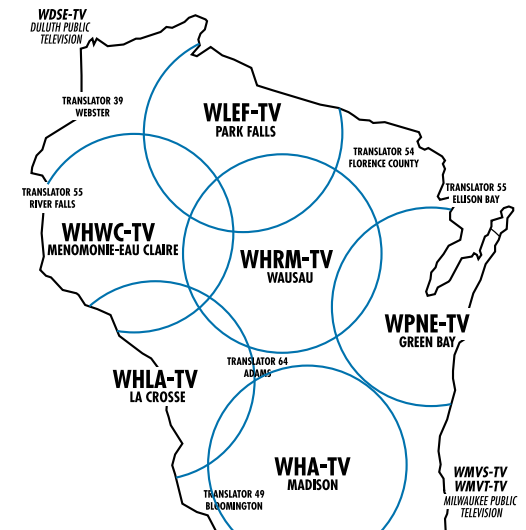 WDSE-TV
DULUTH PUBLIC
TELEVISION
TRANSLATOR 39
WEBSTER
WLEF-TV
PARK FALLS
TRANSLATOR 54
FLORENCE COUNTY
TRANSLATOR 55
RIVER FALLS
TRANSLATOR 55
ELLISON BAY
WHWC-TV
MENOMONIE-EAU CLAIRE
WHRM-TV
WAUSAU
WPNE-TV
GREEN BAY
TRANSLATOR 64
ADAMS
WHLA-TV
LA CROSSE
WHA-TV
MADISON
WMVS-TV
WMVT-TV
MILWAUKEE PUBLIC
TELEVISION
TRANSLATOR 49
BLOOMINGTON